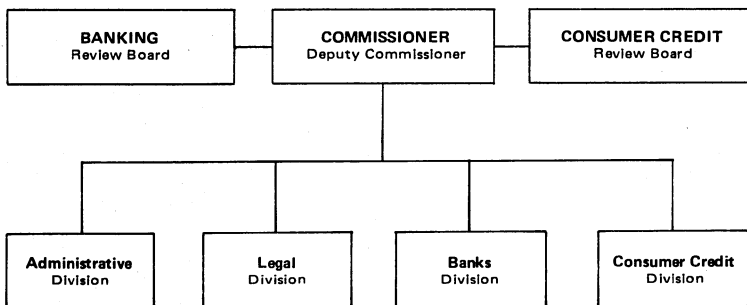 BANKING
Review Board
COMMISSIONER
Deputy Commissioner
CONSUMER CREDIT
Review Board
Administrative
Division
Legal
Division
Banks
Division
Consumer Credit
Division